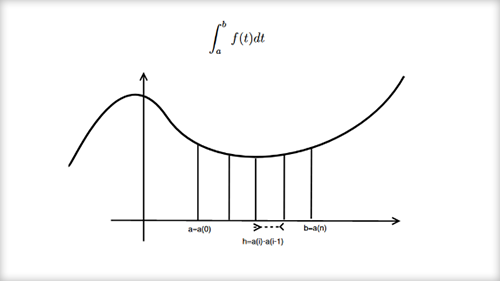 ∫_a^b f(t)dt
a=a(0)
b=a(n)
h=a(i)-a(i-1)